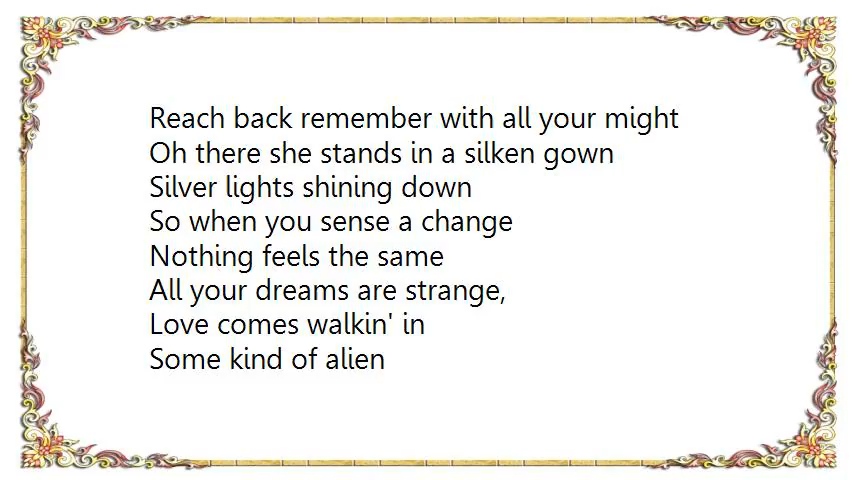 Reach back remember with all your might
Oh there she stands in a silken gown
Silver lights shining down
So when you sense a change
Nothing feels the same
All your dreams are strange,
Love comes walkin' in
Some kind of alien